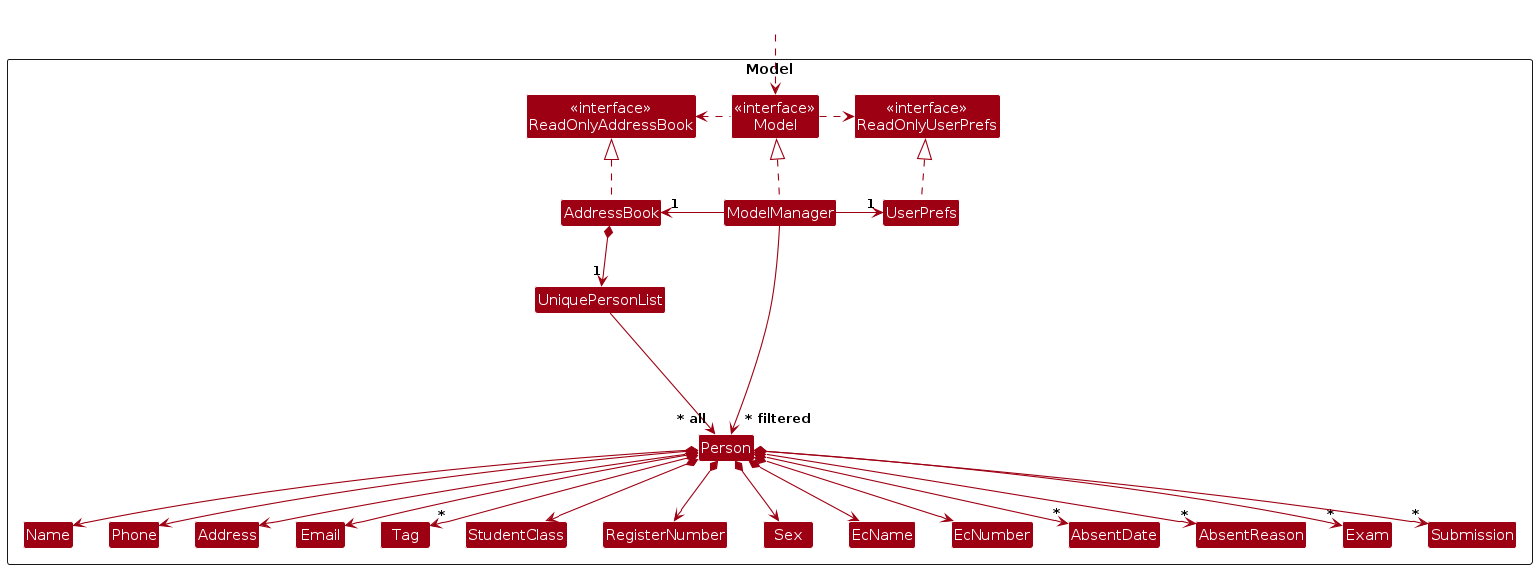 Model
«interface»
ReadOnlyAddressBook
«interface»
Model
«interface»
ReadOnlyUserPrefs
AddressBook
1
ModelManager
1
UserPrefs
1
UniquePersonList
* all
* filtered
Person
*
*
*
*
*
Name
Phone
Address
Email
Tag
StudentClass
RegisterNumber
Sex
EcName
EcNumber
AbsentDate
AbsentReason
Exam
Submission